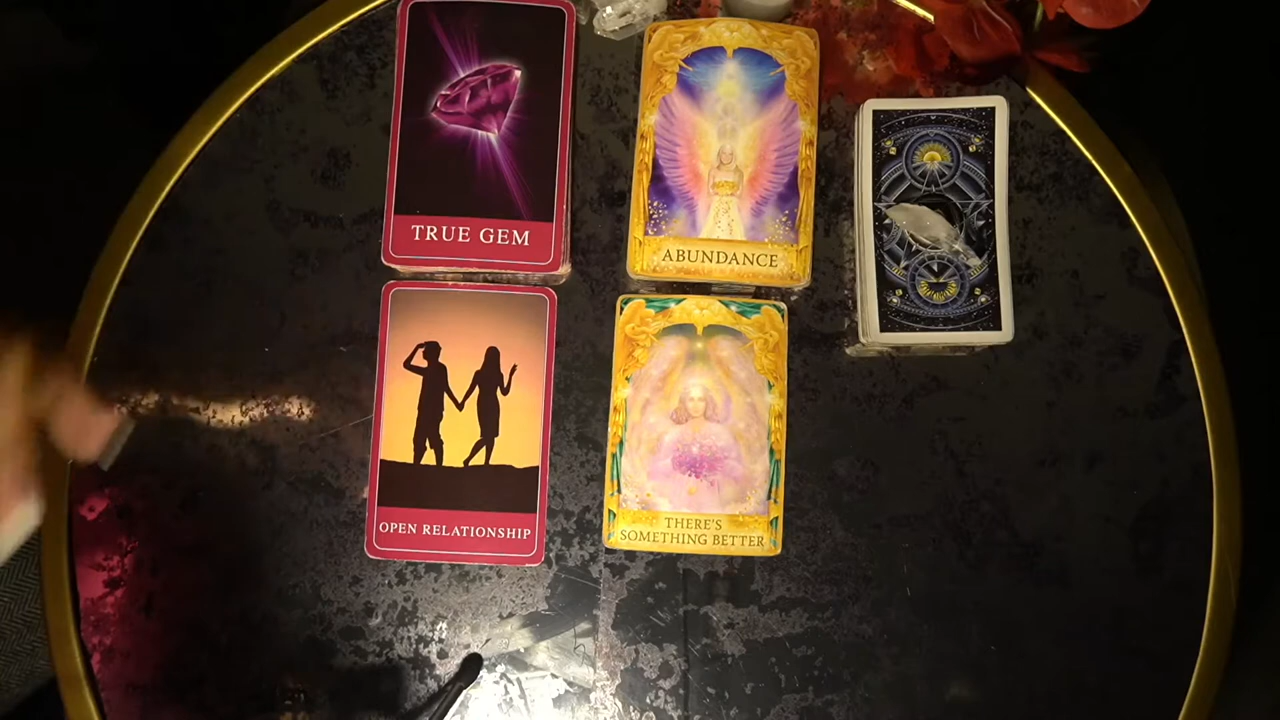 TRUE GEM
ABUNDANCE
OPEN RELATIONSHIP
THERE'S
SOMETHING BETTER